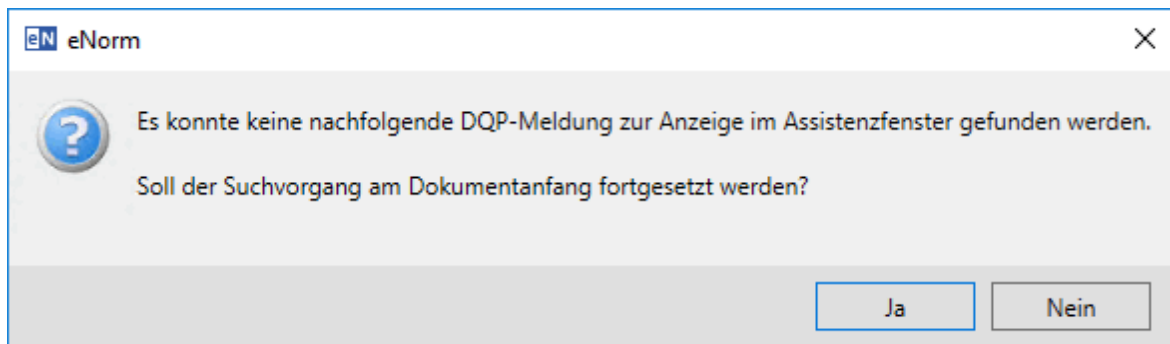 eN eNorm
Es konnte keine nachfolgende DQP-Meldung zur Anzeige im Assistenzfenster gefunden werden.
Soll der Suchvorgang am Dokumentanfang fortgesetzt werden?
Ja Nein